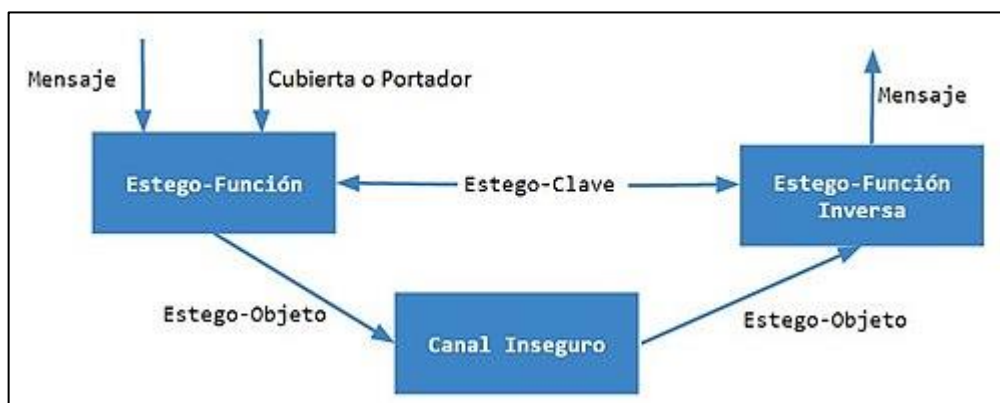 Mensaje
Cubierta o Portador
Mensaje
Estego-Función
Estego-Clave
Estego-Función
Inversa
Estego-Objeto
Canal Inseguro
Estego-Objeto